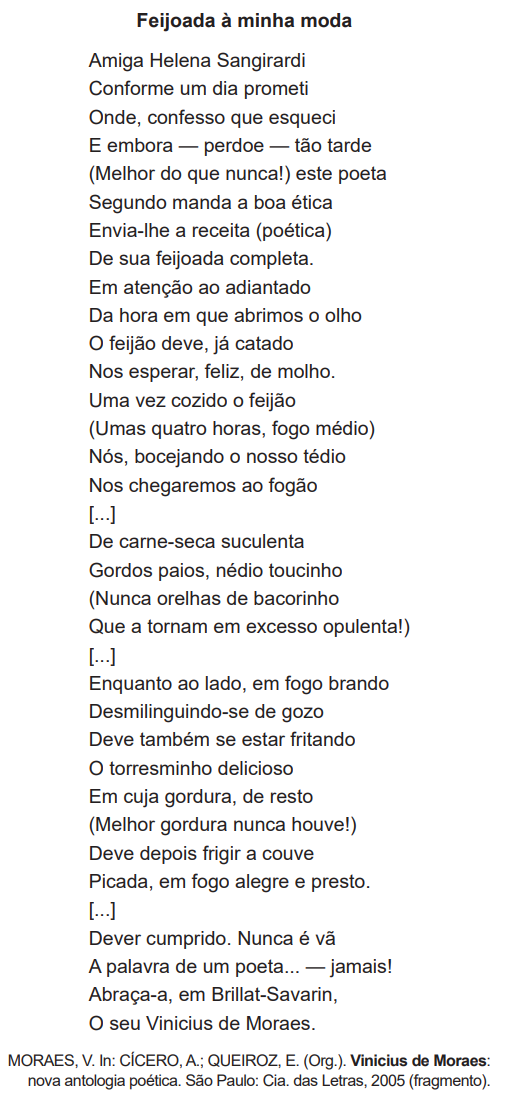 Feijoada à minha moda
Amiga Helena Sangirardi
Conforme um dia prometi
Onde, confesso que esqueci
E embora — perdoe — tão tarde
(Melhor do que nunca!) este poeta
Segundo manda a boa ética
Envia-lhe a receita (poética)
De sua feijoada completa.
Em atenção ao adiantado
Da hora em que abrimos o olho
O feijão deve, já catado
Nos esperar, feliz, de molho.
Uma vez cozido o feijão
(Umas quatro horas, fogo médio)
Nós, bocejando o nosso tédio
Nos chegaremos ao fogão
[...]
De carne-seca suculenta
Gordos paios, nédio toucinho
(Nunca orelhas de bacorinho
Que a tornam em excesso opulenta!)
[...]
Enquanto ao lado, em fogo brando
Desmilinguindo-se de gozo
Deve também se estar fritando
O torresminho delicioso
Em cuja gordura, de resto
(Melhor gordura nunca houve!)
Deve depois frigir a couve
Picada, em fogo alegre e presto.
[...]
Dever cumprido. Nunca é vã
A palavra de um poeta... — jamais!
Abraça-a, em Brillat-Savarin,
O seu Vinicius de Moraes.
MORAES, V. In: CÍCERO, A.; QUEIROZ, E. (Org.). Vinicius de Moraes:
nova antologia poética. São Paulo: Cia. das Letras, 2005 (fragmento).